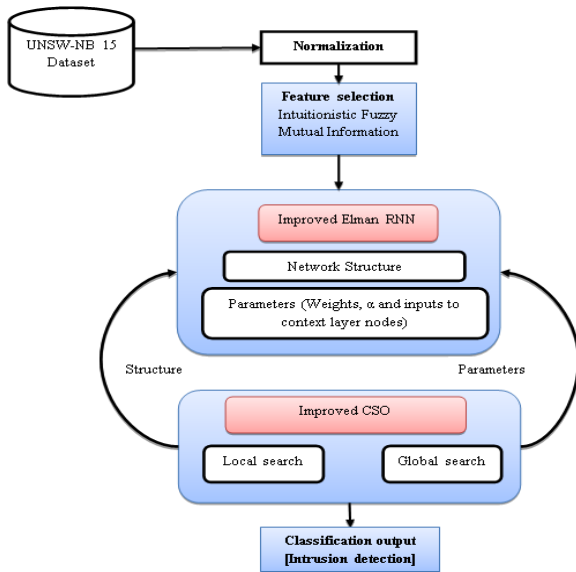 UNSW-NB 15
Dataset
Normalization
Feature selection
Intuitionistic Fuzzy
Mutual Information
Improved Elman RNN
Network Structure
Parameters (Weights, α and inputs to
context layer nodes)
Structure
Parameters
Improved CSO
Local search
Global search
Classification output
[Intrusion detection]